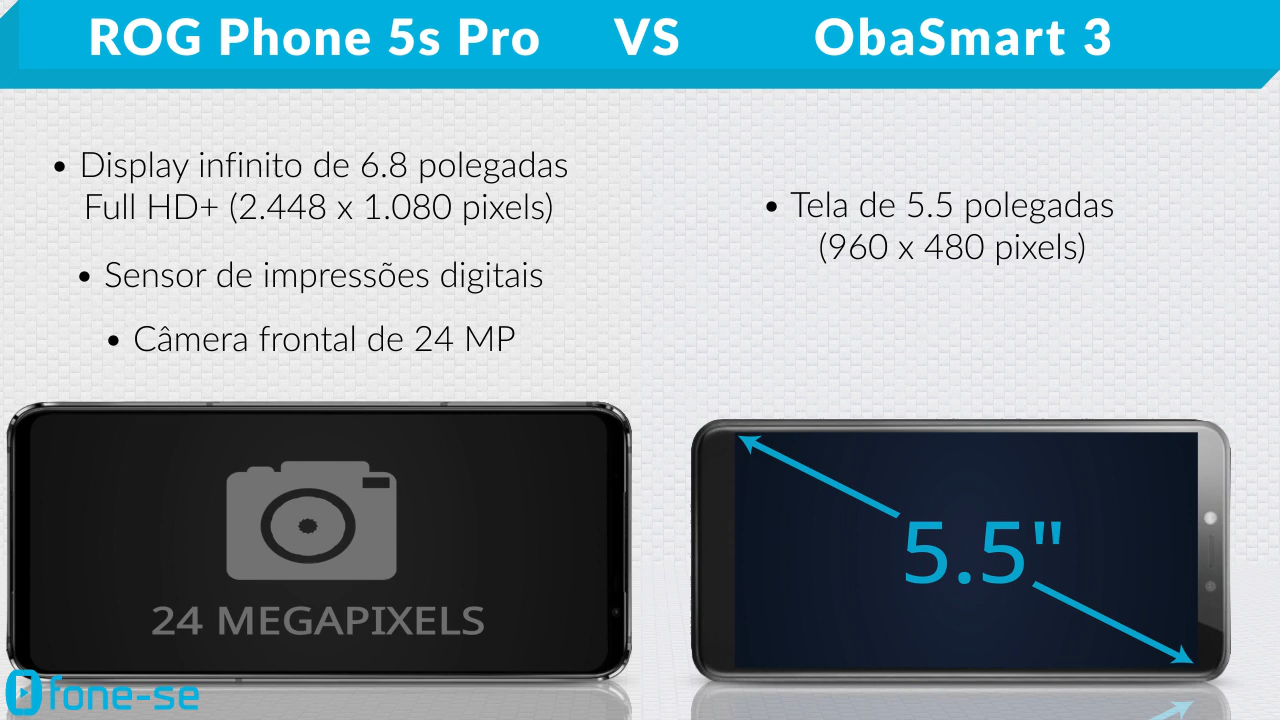 ROG Phone 5s Pro VS ObaSmart 3
• Display infinito de 6.8 polegadas
Full HD+ (2.448 x 1.080 pixels)
• Sensor de impressões digitais
• Câmera frontal de 24 MP
• Tela de 5.5 polegadas
(960 x 480 pixels)
24 MEGAPIXELS
5.5"
fone-se